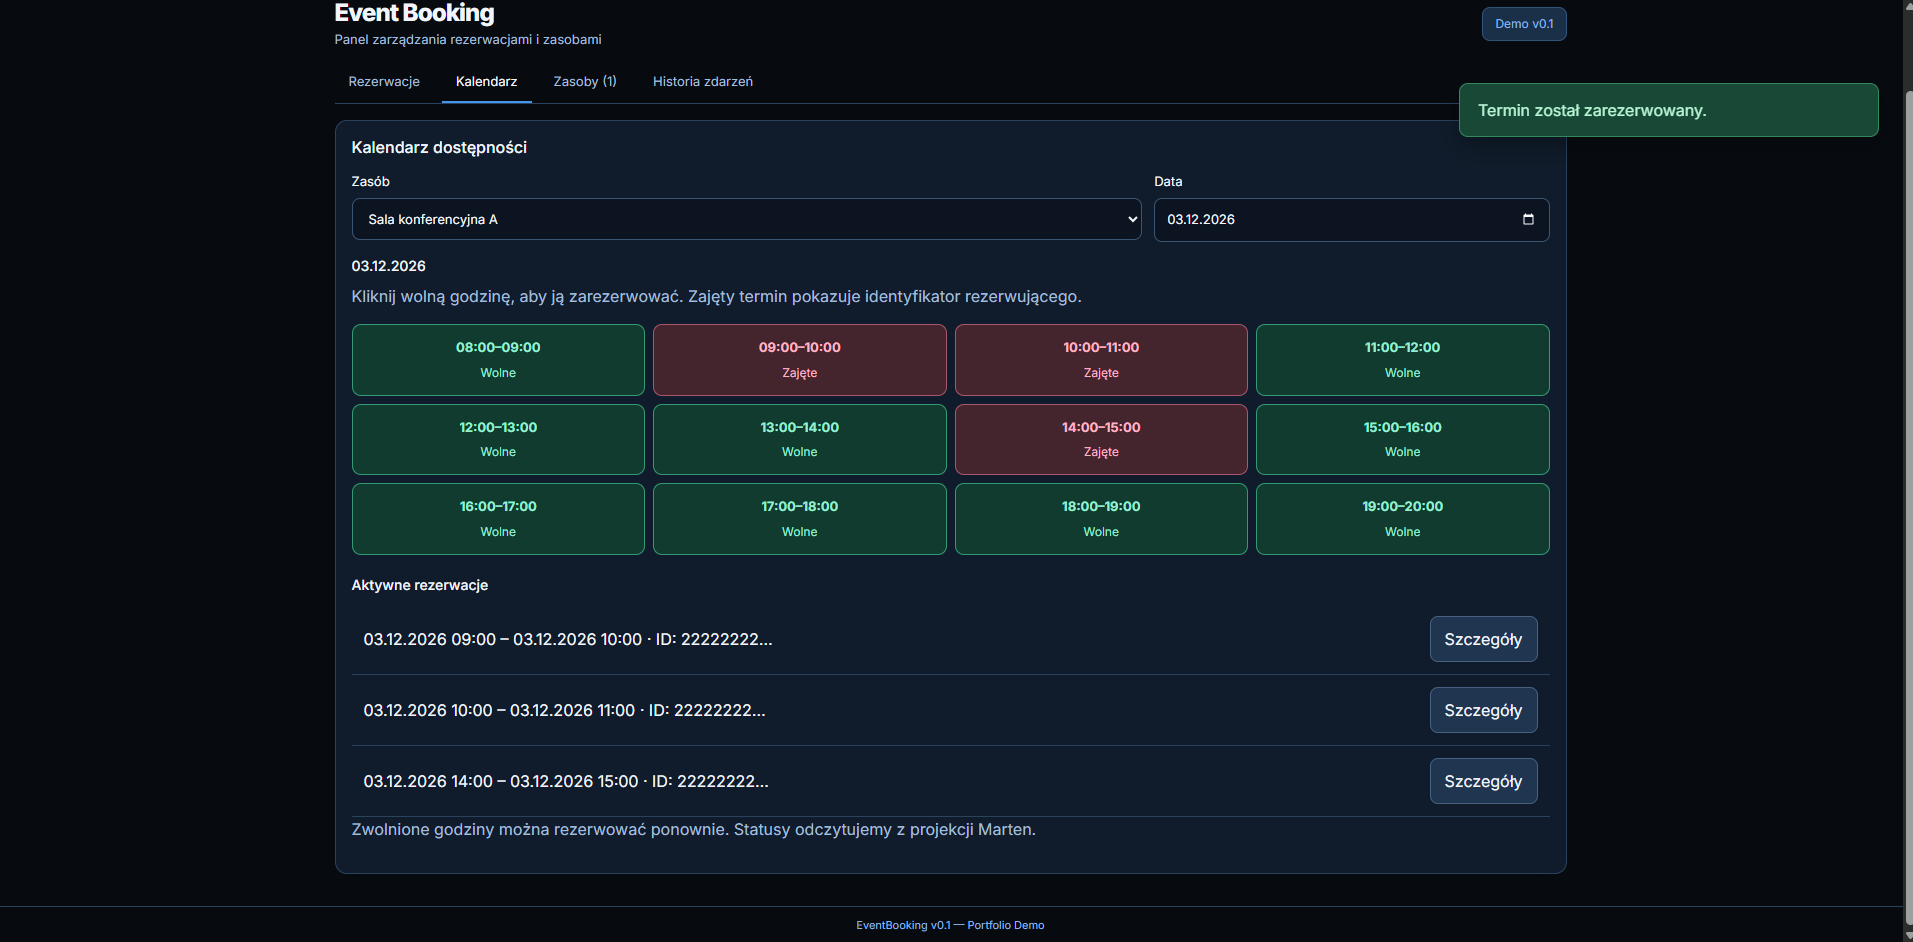 Event Booking
Demo v0.1
Panel zarządzania rezerwacjami i zasobami
Rezerwacje
Kalendarz
Zasoby (1)
Historia zdarzeń
Termin został zarezerwowany.
Kalendarz dostępności
Zasób
Data
Sala konferencyjna A
03.12.2026
03.12.2026
Kliknij wolną godzinę, aby ją zarezerwować. Zajęty termin pokazuje identyfikator rezerwującego.
08:00–09:00
Wolne
09:00–10:00
Zajęte
10:00–11:00
Zajęte
11:00–12:00
Wolne
12:00–13:00
Wolne
13:00–14:00
Wolne
14:00–15:00
Zajęte
15:00–16:00
Wolne
16:00–17:00
Wolne
17:00–18:00
Wolne
18:00–19:00
Wolne
19:00–20:00
Wolne
Aktywne rezerwacje
03.12.2026 09:00 – 03.12.2026 10:00 · ID: 22222222...
Szczegóły
03.12.2026 10:00 – 03.12.2026 11:00 · ID: 22222222...
Szczegóły
03.12.2026 14:00 – 03.12.2026 15:00 · ID: 22222222...
Szczegóły
Zwolnione godziny można rezerwować ponownie. Statusy odczytujemy z projekcji Marten.
EventBooking v0.1 — Portfolio Demo